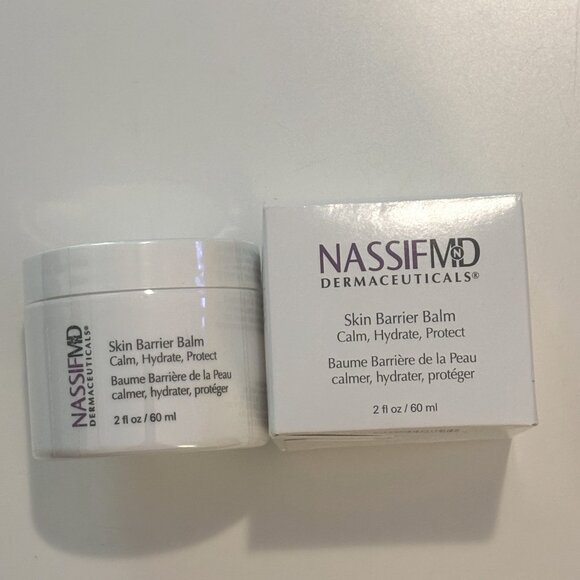 NASSIFMD
DERMACEUTICALS®
Skin Barrier Balm
Calm, Hydrate, Protect
Baume Barrière de la Peau
calmer, hydrater, protéger
2 fl oz / 60 ml
NASSIFMD
DERMACEUTICALS®
Skin Barrier Balm
Calm, Hydrate, Protect
Baume Barrière de la Peau
calmer, hydrater, protéger
2 fl oz / 60 ml